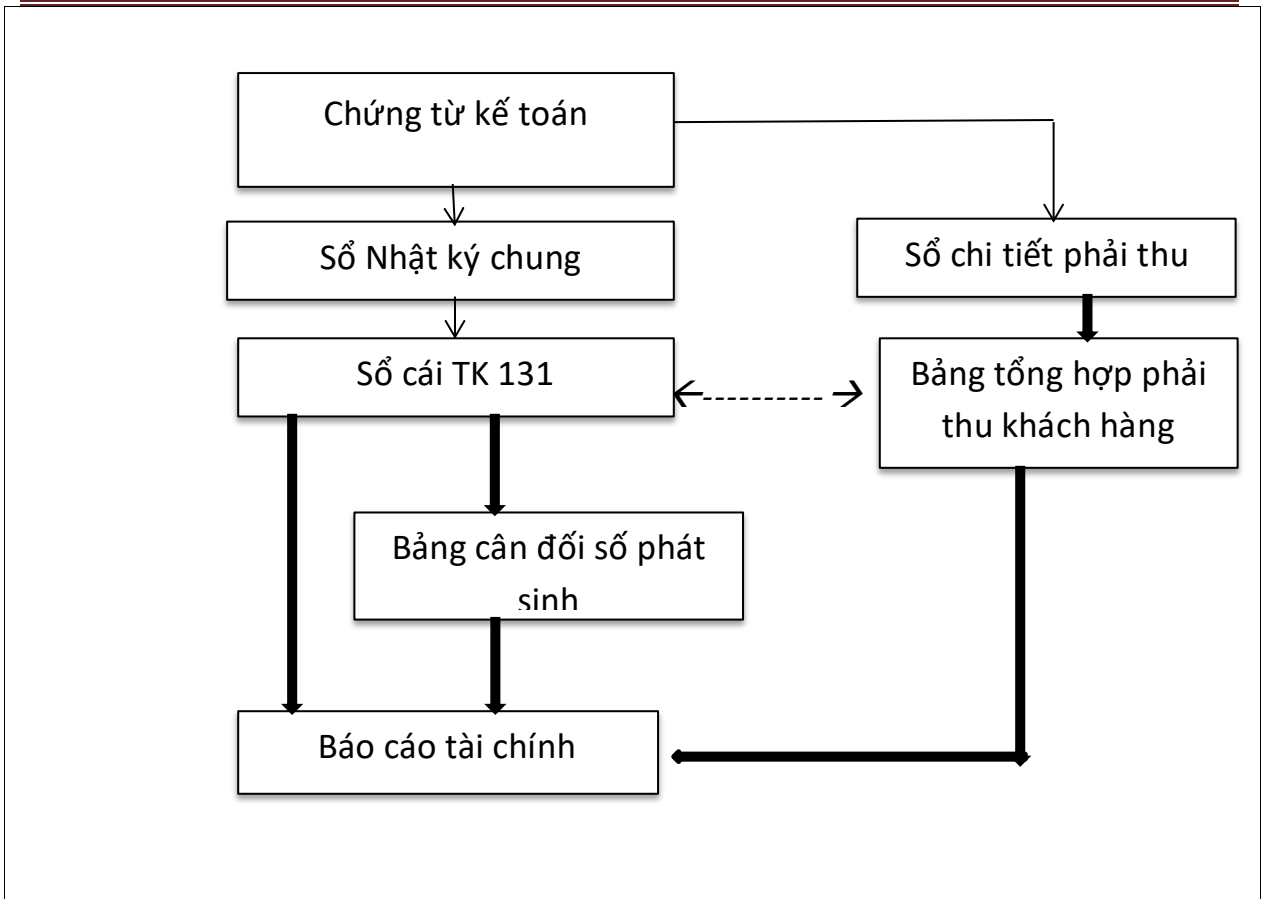 Chứng từ kế toán
Sổ Nhật ký chung
Sổ chi tiết phải thu
Sổ cái TK 131
Bảng tổng hợp phải
thu khách hàng
Bảng cân đối số phát
sinh
Báo cáo tài chính